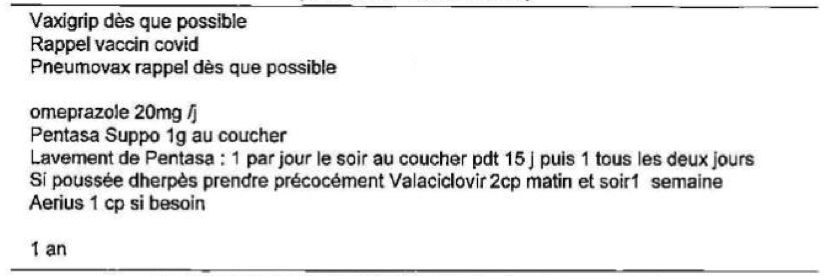 Vaxigrip dès que possible
Rappel vaccin covid
Pneumovax rappel dès que possible
omeprazole 20mg /j
Pentasa Suppo 1g au coucher
Lavement de Pentasa : 1 par jour le soir au coucher pdt 15 j puis 1 tous les deux jours
Si poussée dherpès prendre précocément Valaciclovir 2cp matin et soir1 semaine
Aerius 1 cp si besoin
1 an